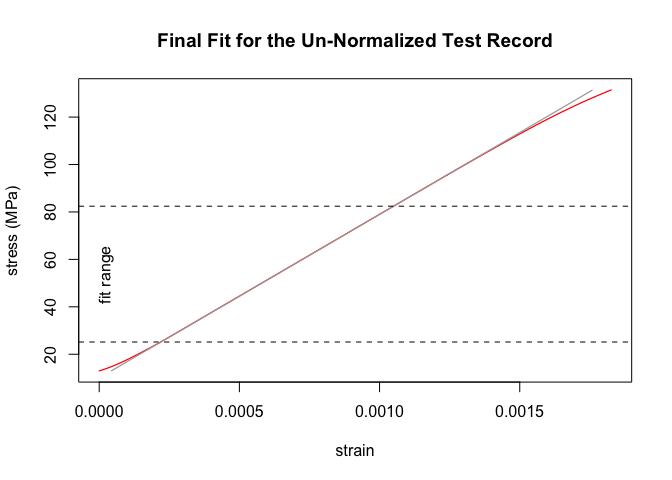 Final Fit for the Un-Normalized Test Record
stress (MPa)
120
100
80
60
40
20
fit range
0.0000 0.0005 0.0010 0.0015
strain